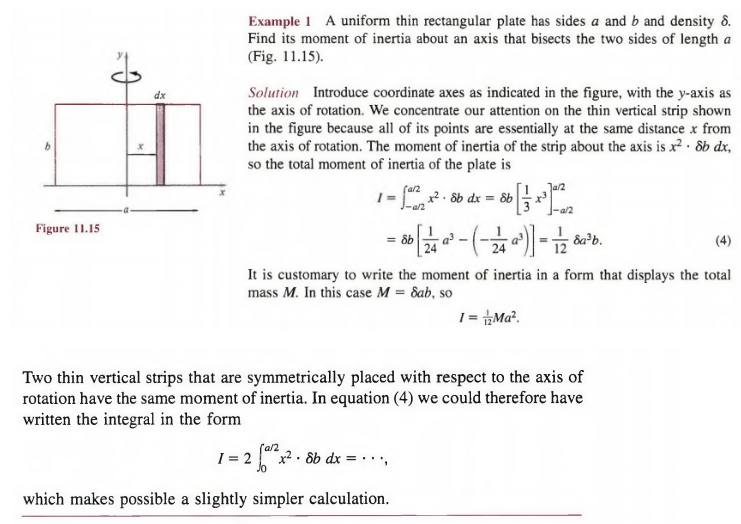 Example 1 A uniform thin rectangular plate has sides a and b and density δ.
Find its moment of inertia about an axis that bisects the two sides of length a
(Fig. 11.15).
y
dx
b
x
x
a
Figure 11.15
Solution Introduce coordinate axes as indicated in the figure, with the y-axis as
the axis of rotation. We concentrate our attention on the thin vertical strip shown
in the figure because all of its points are essentially at the same distance x from
the axis of rotation. The moment of inertia of the strip about the axis is x² · δb dx,
so the total moment of inertia of the plate is
I = ∫_{-a/2}^{a/2} x² · δb dx = δb [1/3 x³]_{-a/2}^{a/2}
= δb [1/24 a³ − (−1/24 a³)] = 1/12 δa³b. (4)
It is customary to write the moment of inertia in a form that displays the total
mass M. In this case M = δab, so
I = 1/12 Ma².
Two thin vertical strips that are symmetrically placed with respect to the axis of
rotation have the same moment of inertia. In equation (4) we could therefore have
written the integral in the form
I = 2 ∫_0^{a/2} x² · δb dx = · · ·,
which makes possible a slightly simpler calculation.